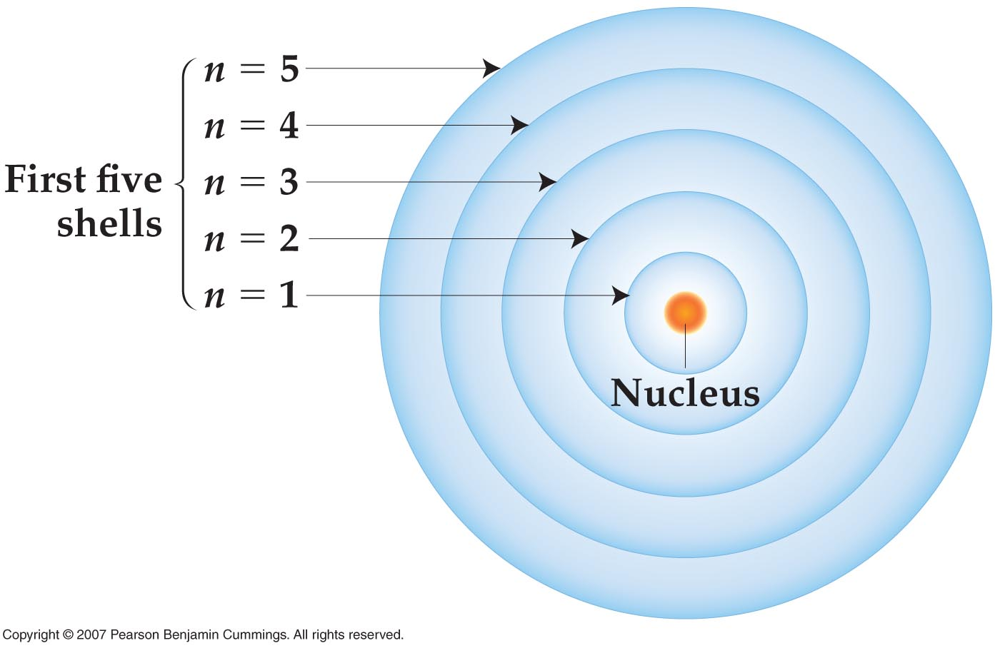 n = 5
n = 4
First five
shells
n = 3
n = 2
n = 1
Nucleus
Copyright © 2007 Pearson Benjamin Cummings. All rights reserved.